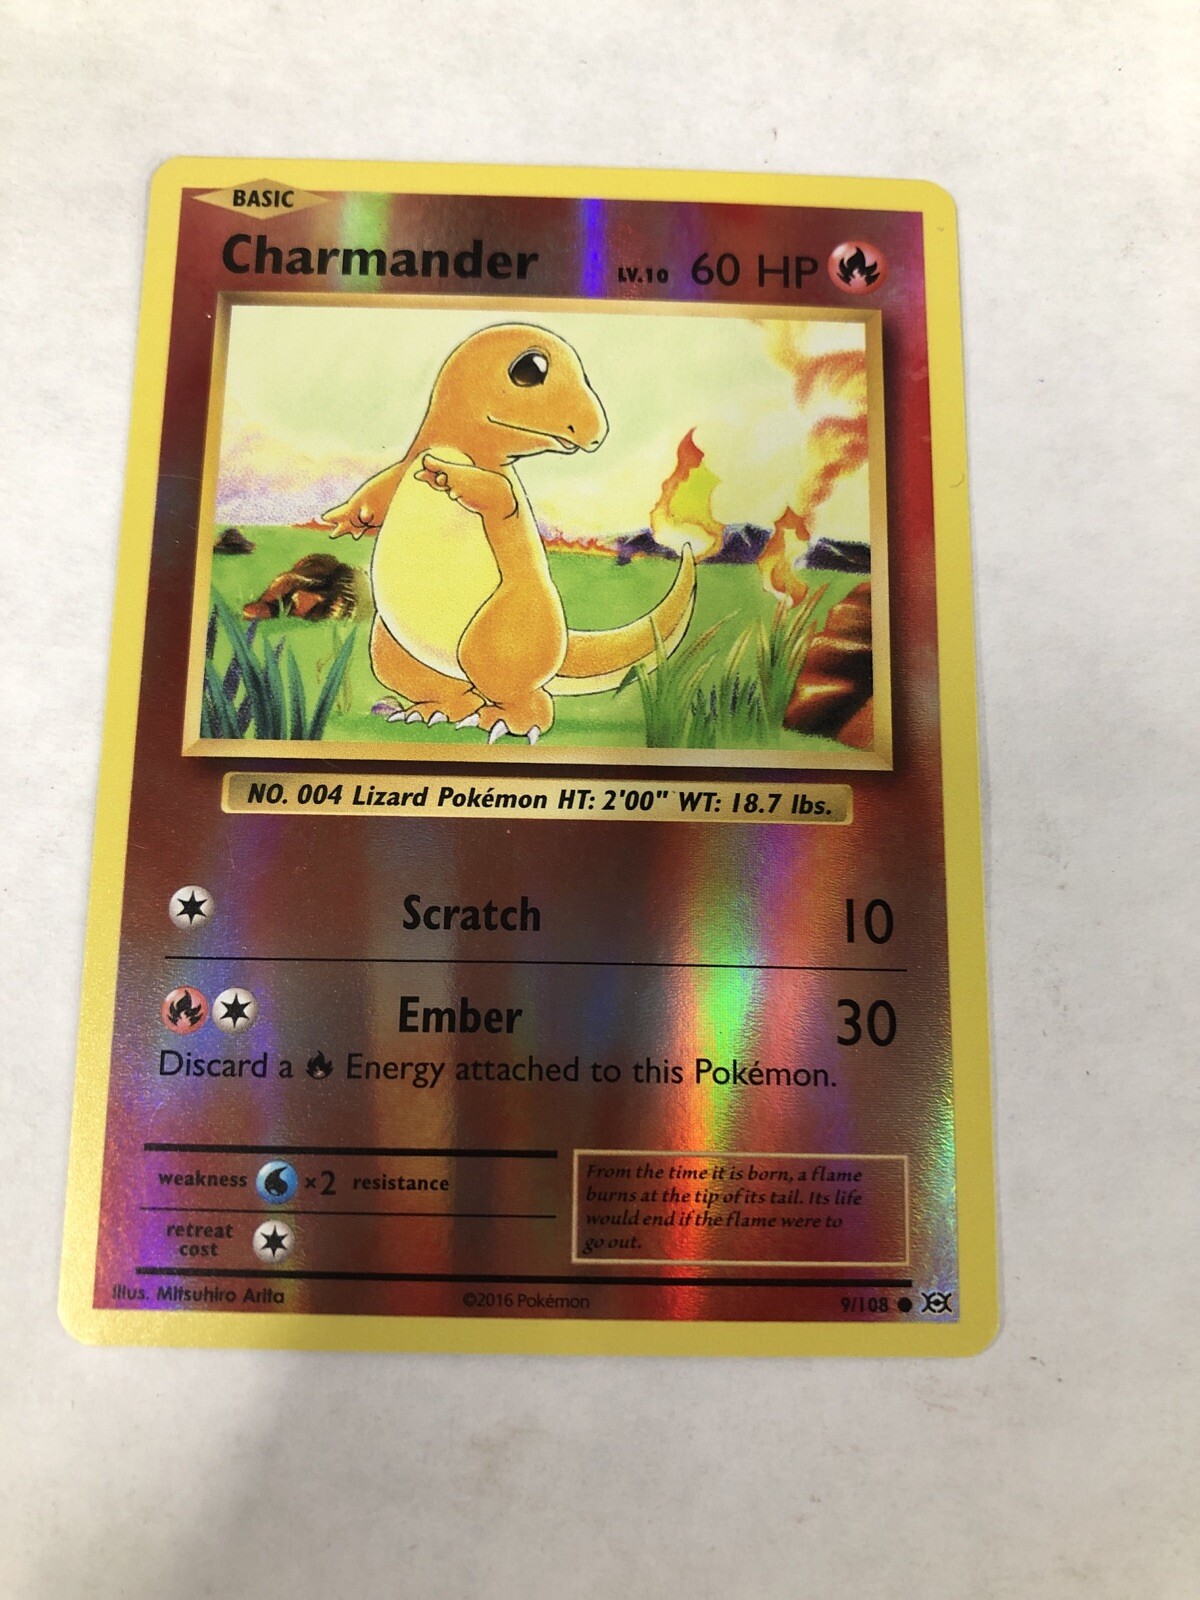 BASIC
Charmander LV.10 60 HP
NO. 004 Lizard Pokémon HT: 2'00" WT: 18.7 lbs.
Scratch 10
Ember 30
Discard a Energy attached to this Pokémon.
weakness ×2 resistance
retreat
cost
From the time it is born, a flame
burns at the tip of its tail. Its life
would end if the flame were to
go out.
Illus. Mitsuhiro Arita ©2016 Pokémon 9/108